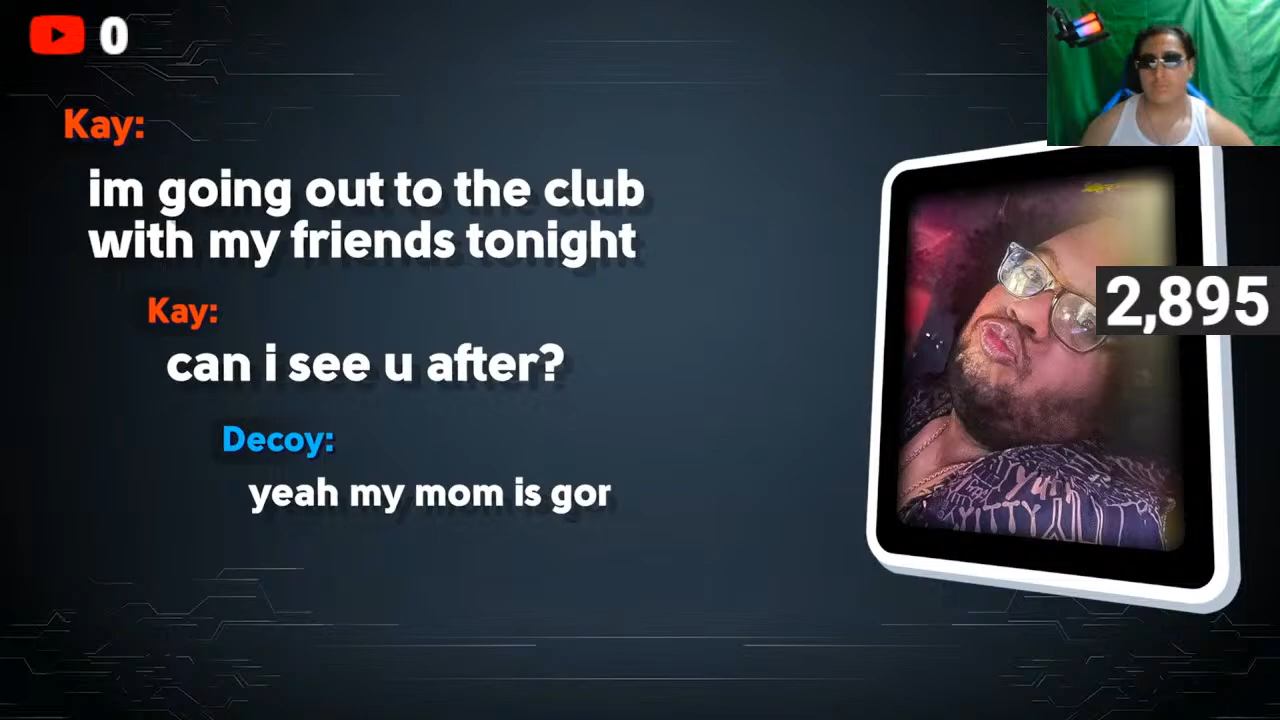 0
Kay:
im going out to the club
with my friends tonight
Kay:
can i see u after?
Decoy:
yeah my mom is gor
2,895
YITTY